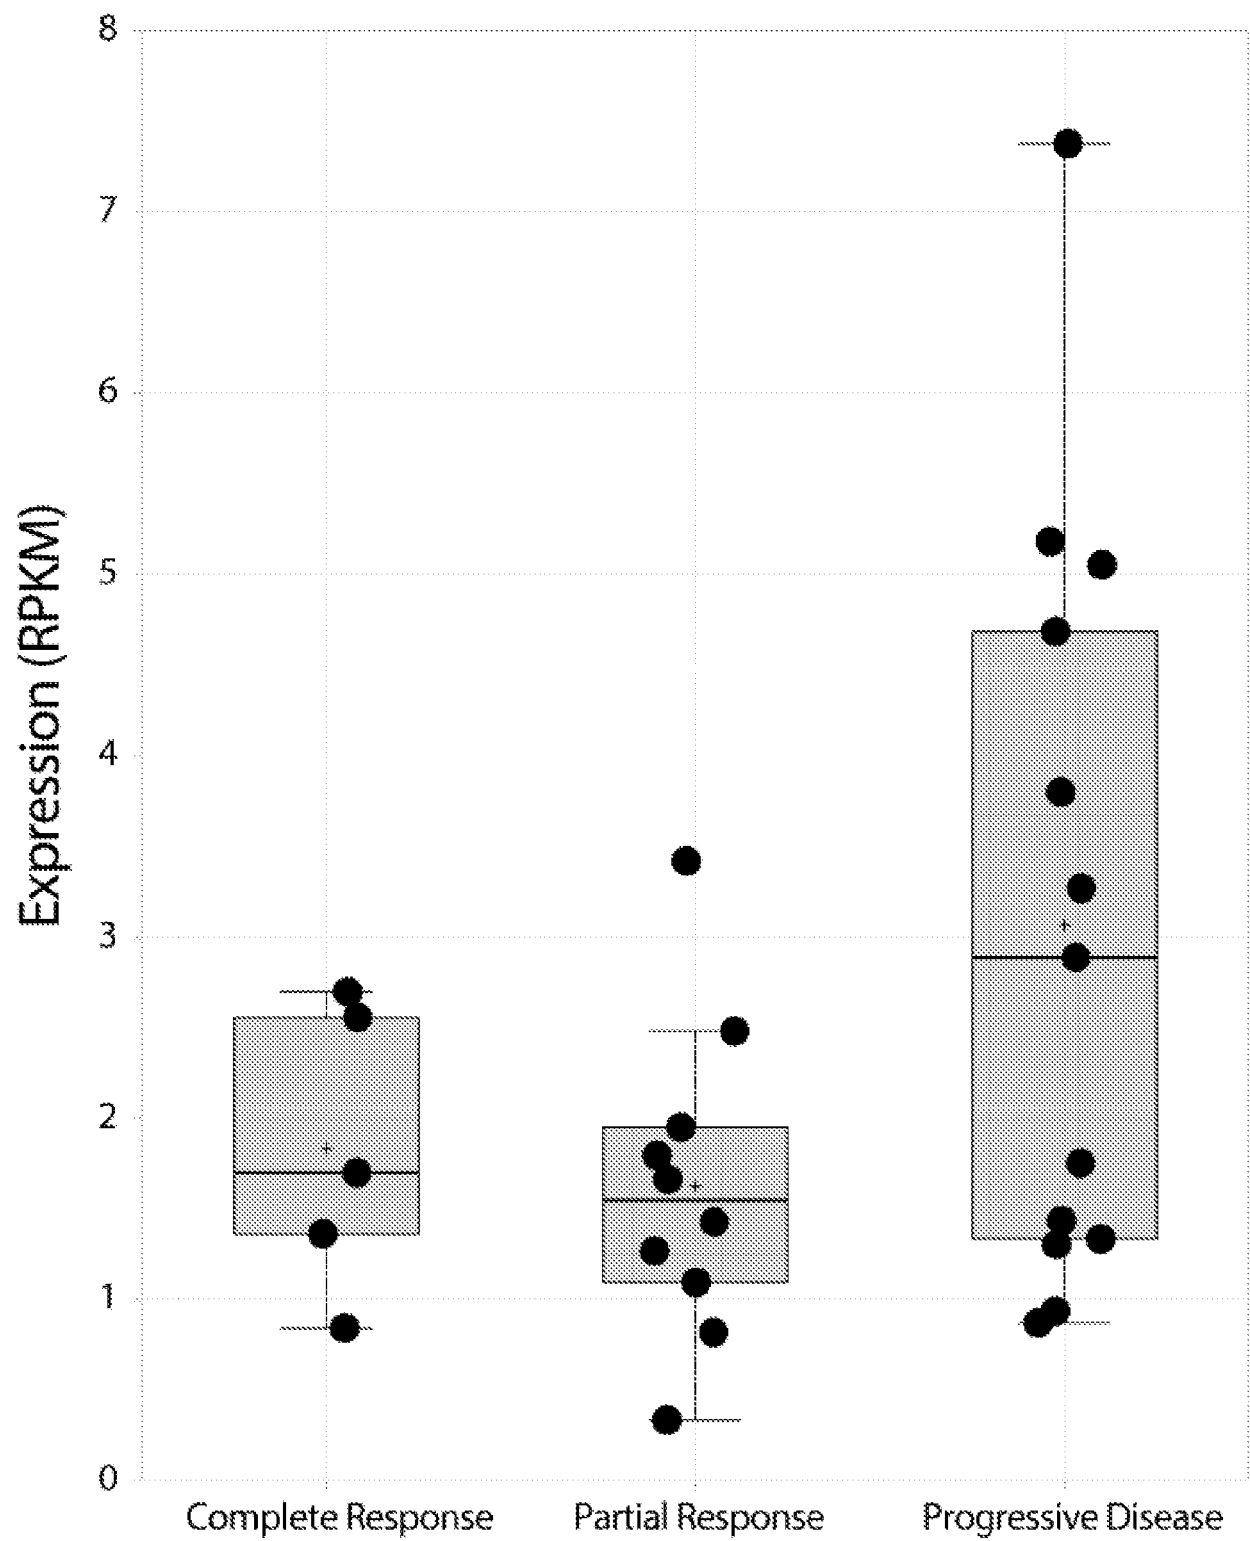 8
7
6
5
4
3
2
1
0
Expression (RPKM)
Complete Response
Partial Response
Progressive Disease